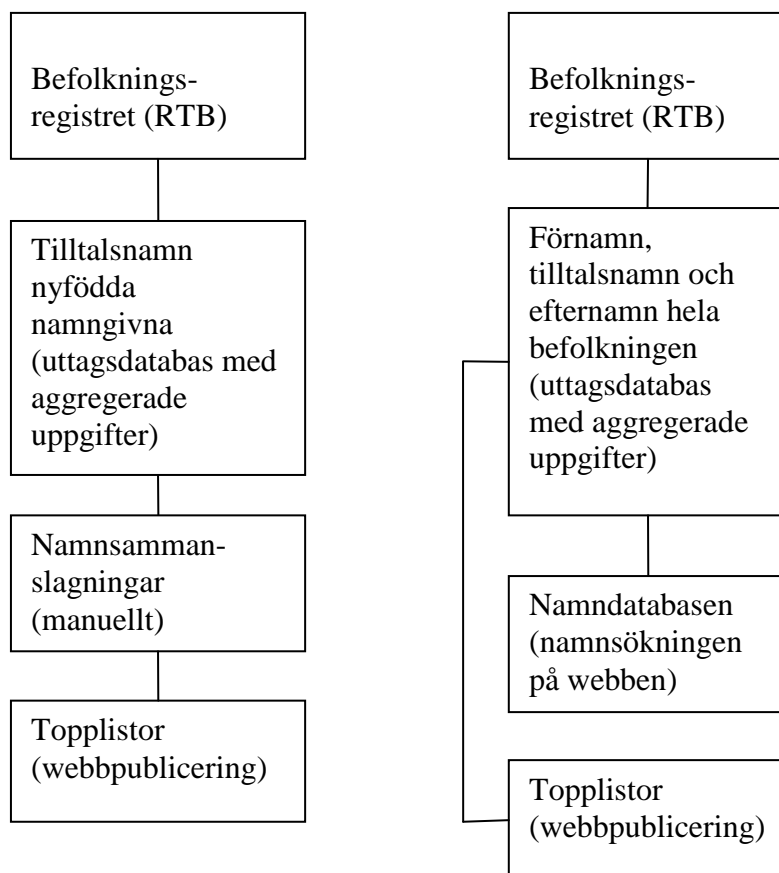 Befolknings-
registret (RTB)
Tilltalsnamn
nyfödda
namngivna
(uttagsdatabas med
aggregerade
uppgifter)
Namnsamman-
slagningar
(manuellt)
Topplistor
(webbpublicering)
Befolknings-
registret (RTB)
Förnamn,
tilltalsnamn och
efternamn hela
befolkningen
(uttagsdatabas
med aggregerade
uppgifter)
Namndatabasen
(namnsökningen
på webben)
Topplistor
(webbpublicering)